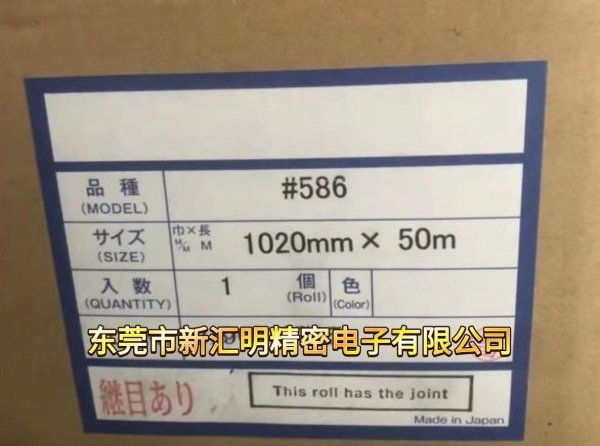 品種 #586
(MODEL)
サイズ 巾×長 1020mm × 50m
(SIZE) M/M M
入数 1 個 色
(QUANTITY) (Roll) (Color)
东莞市新汇明精密电子有限公司
継目あり This roll has the joint
Made in Japan